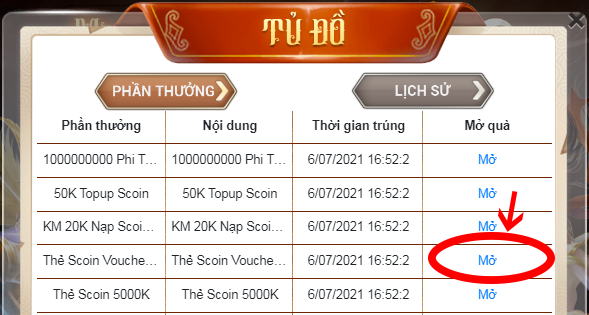 TỦ ĐỒ
PHẦN THƯỞNG
LỊCH SỬ
Phần thưởng Nội dung Thời gian trúng Mở quà
1000000000 Phi T... 1000000000 Phi T... 6/07/2021 16:52:2 Mở
50K Topup Scoin 50K Topup Scoin 6/07/2021 16:52:2 Mở
KM 20K Nạp Scoi... KM 20K Nạp Scoi... 6/07/2021 16:52:2 Mở
Thẻ Scoin Vouche... Thẻ Scoin Vouche... 6/07/2021 16:52:2 Mở
Thẻ Scoin 5000K Thẻ Scoin 5000K 6/07/2021 16:52:2 Mở